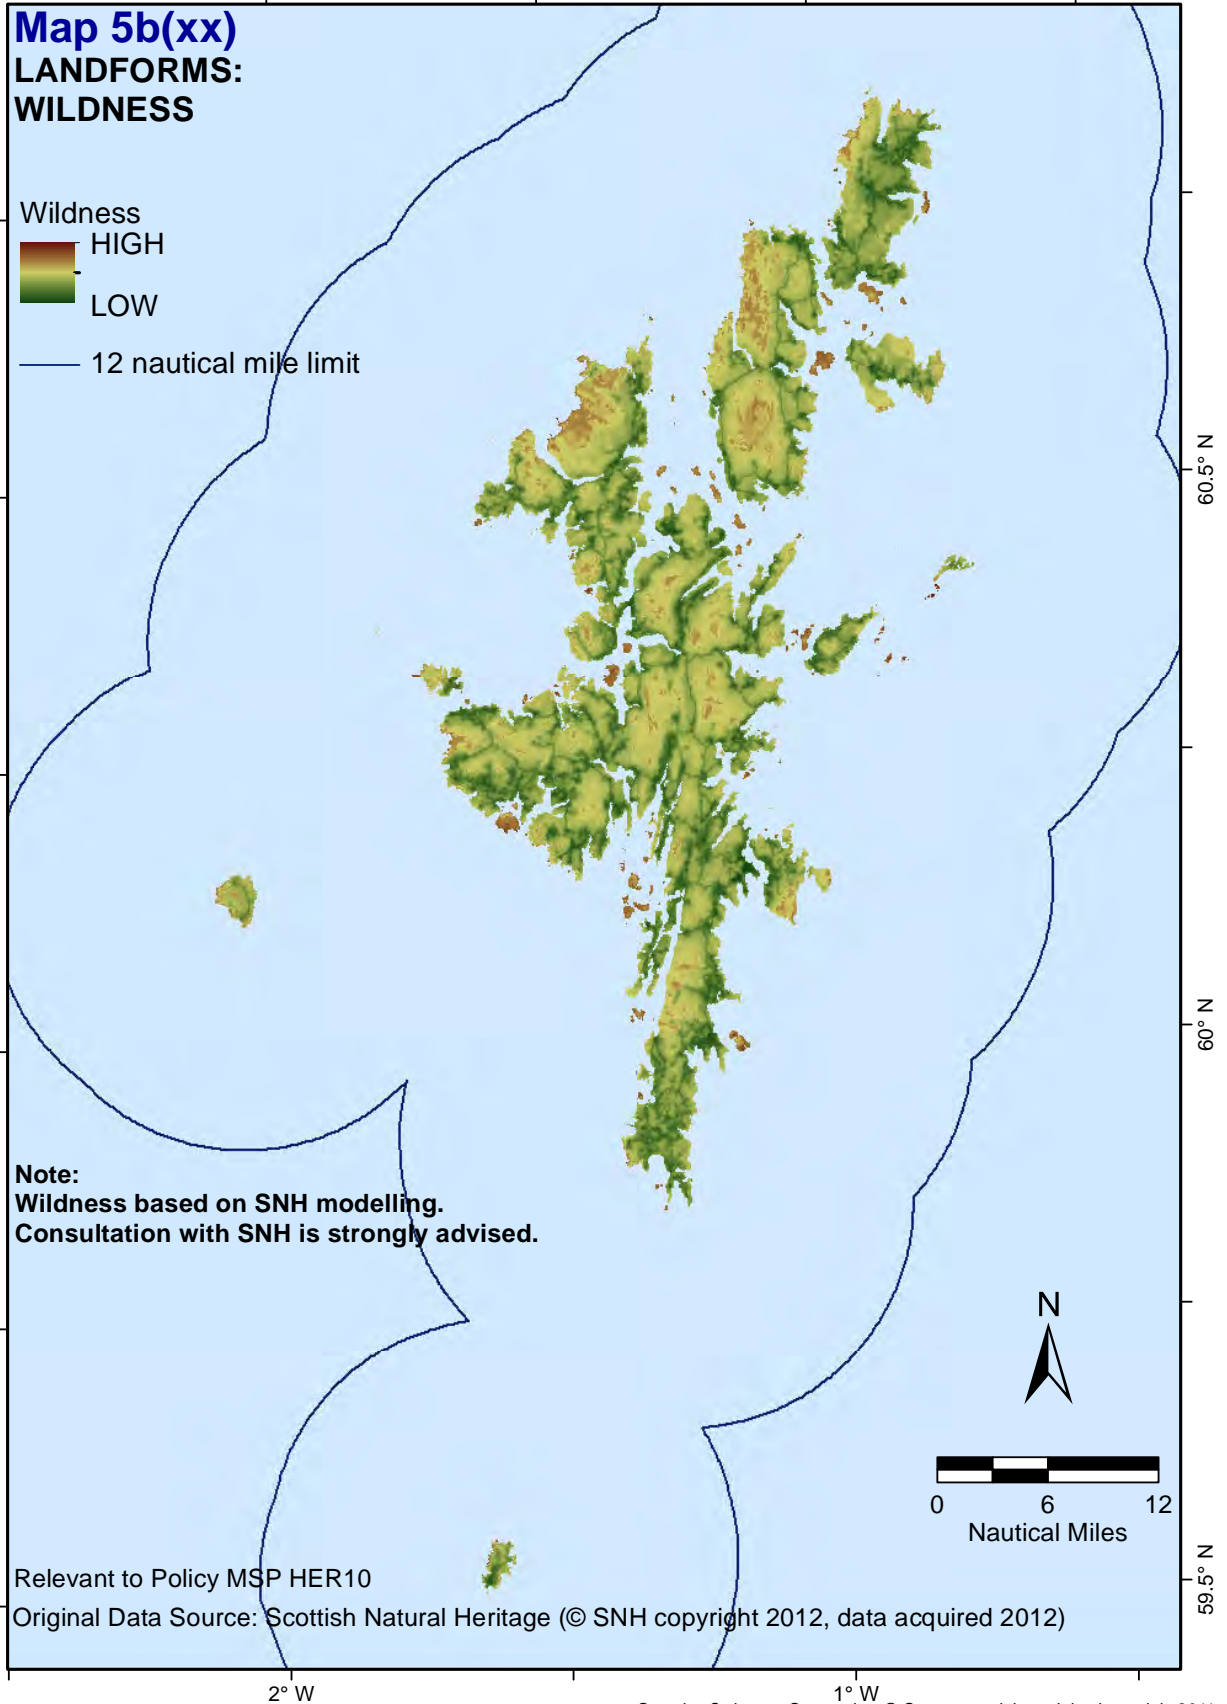 Map 5b(xx)
LANDFORMS:
WILDNESS
Wildness
HIGH
LOW
12 nautical mile limit
60.5° N
60° N
59.5° N
Note:
Wildness based on SNH modelling.
Consultation with SNH is strongly advised.
N
0 6 12
Nautical Miles
Relevant to Policy MSP HER10
Original Data Source: Scottish Natural Heritage (© SNH copyright 2012, data acquired 2012)
2° W
1° W